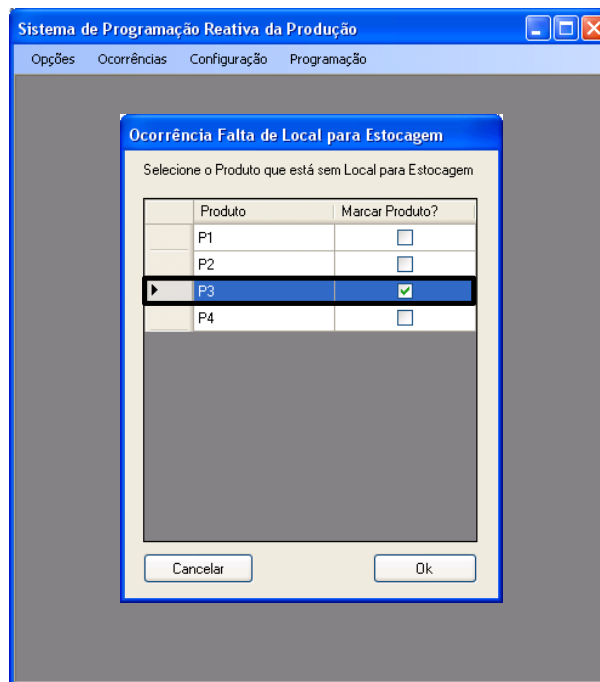 Sistema de Programação Reativa da Produção
Opções Ocorrências Configuração Programação
Ocorrência Falta de Local para Estocagem
Selecione o Produto que está sem Local para Estocagem
Produto Marcar Produto?
P1
P2
P3
P4
Cancelar Ok